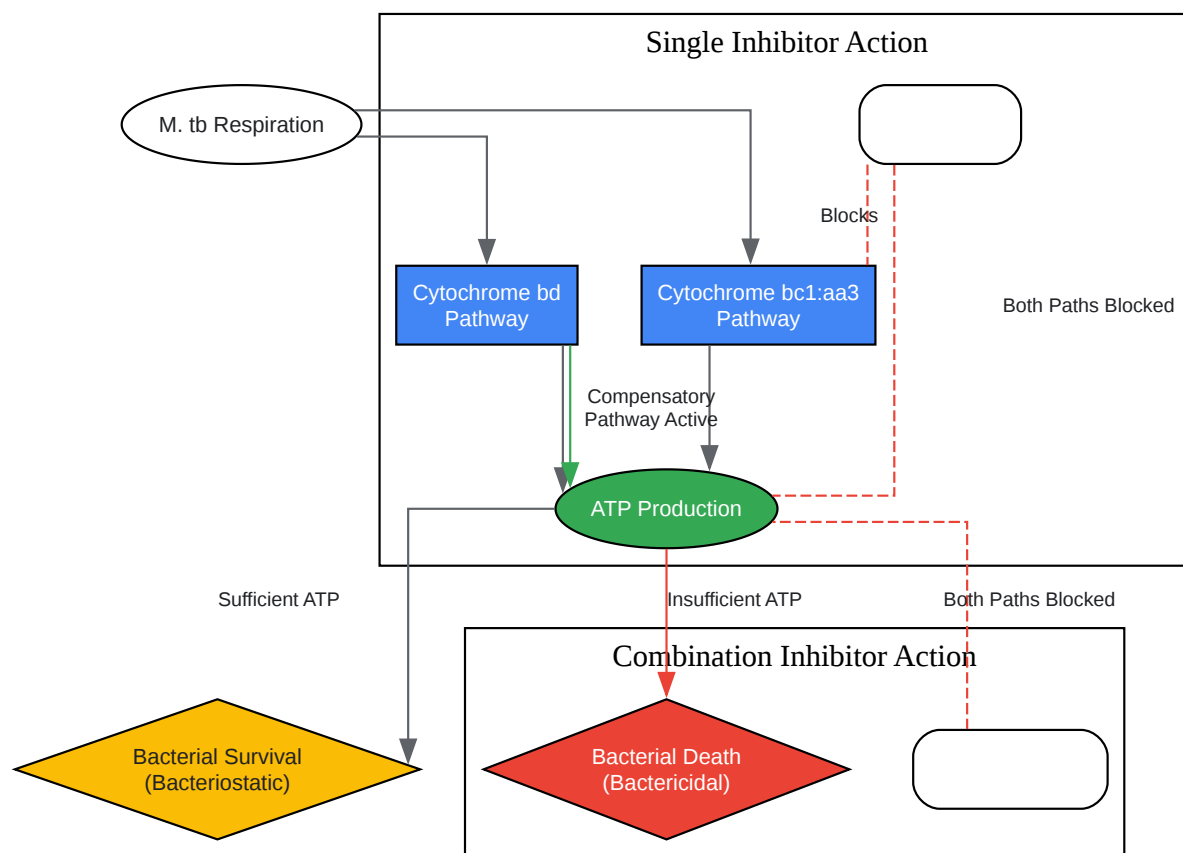 Single Inhibitor Action
M. tb Respiration
Blocks
Cytochrome bd
Pathway
Cytochrome bc1:aa3
Pathway
Both Paths Blocked
Compensatory
Pathway Active
ATP Production
Sufficient ATP
Insufficient ATP
Both Paths Blocked
Combination Inhibitor Action
Bacterial Survival
(Bacteriostatic)
Bacterial Death
(Bactericidal)